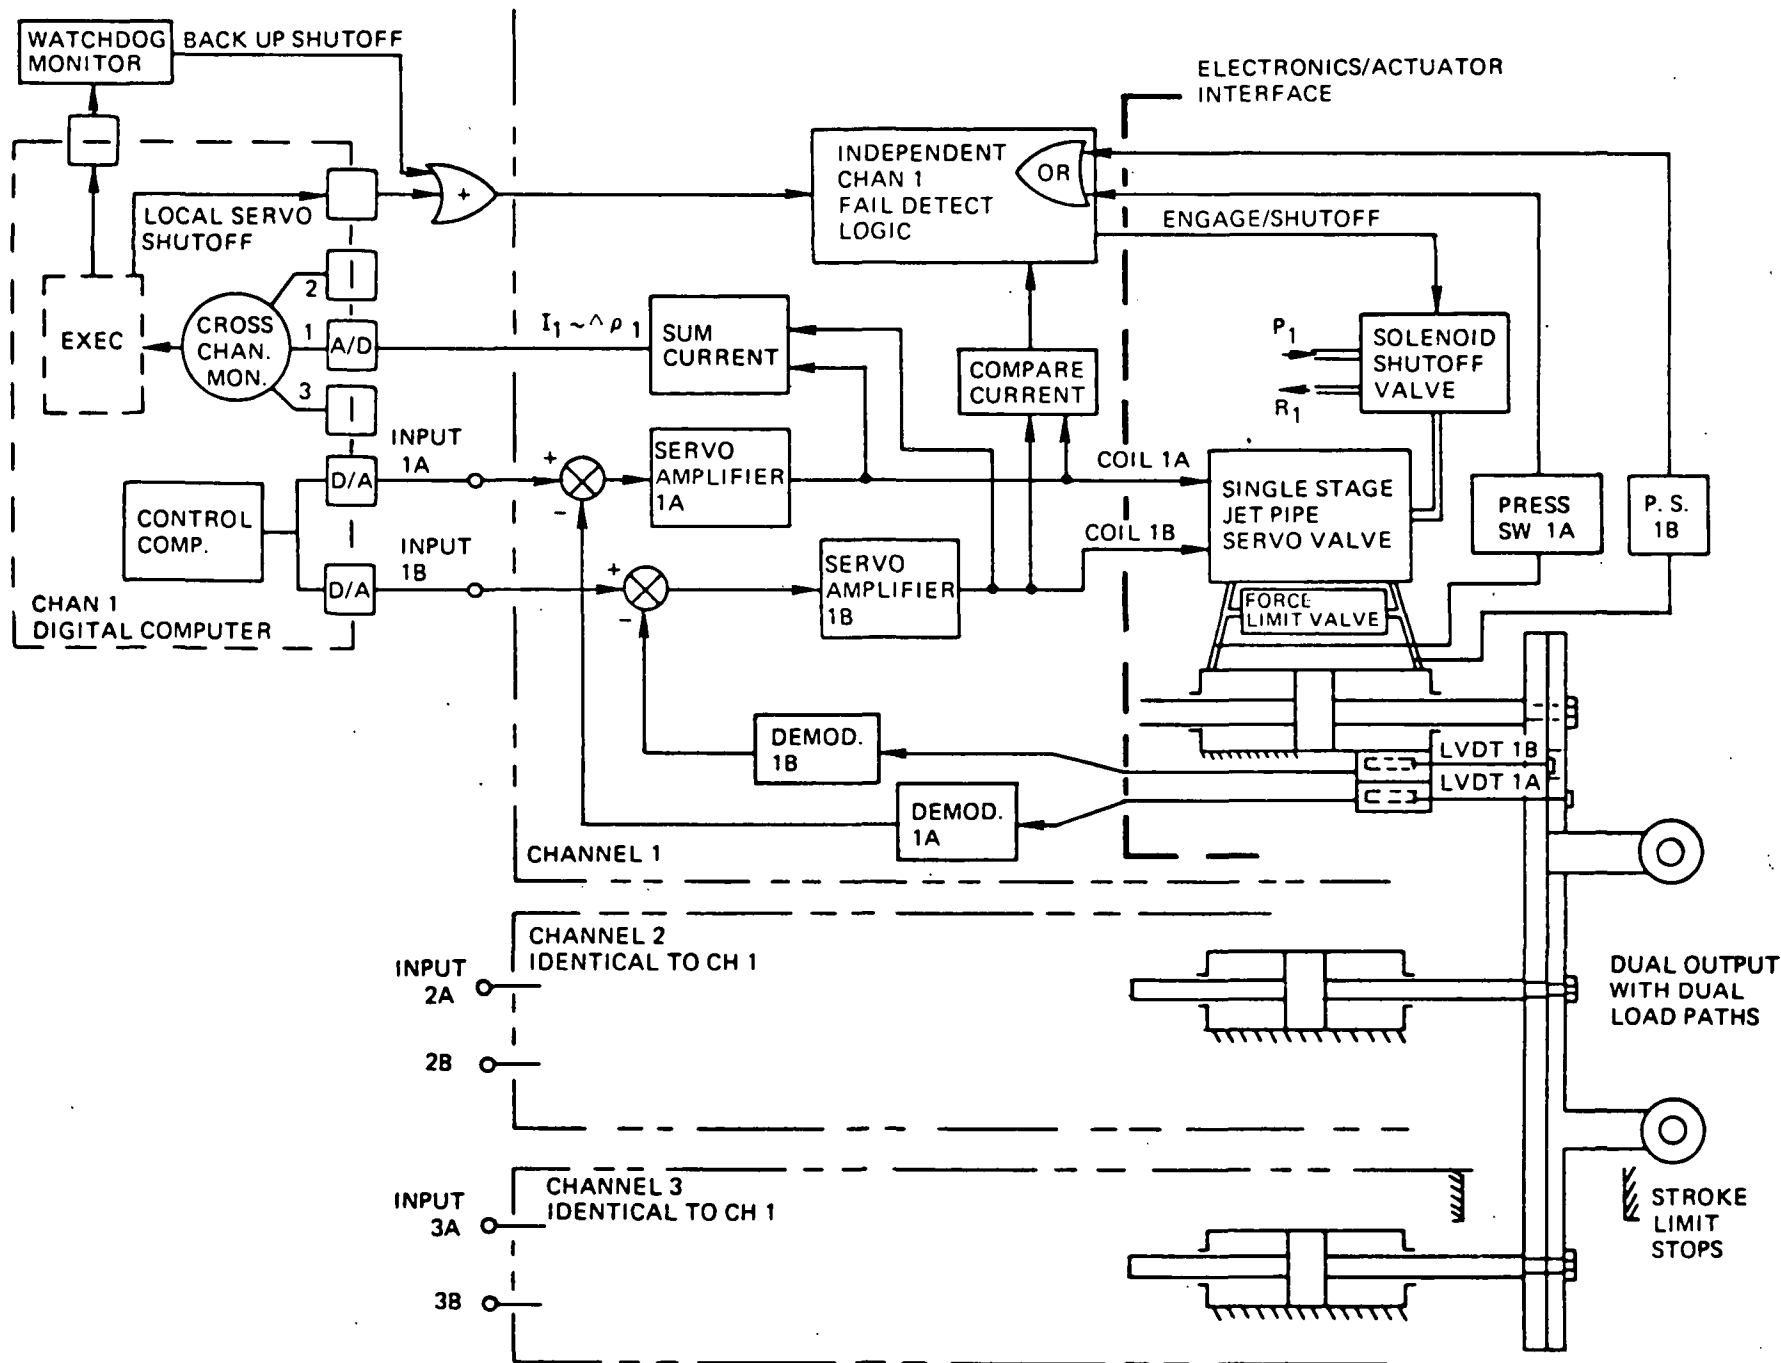 WATCHDOG
MONITOR
BACK UP SHUTOFF
ELECTRONICS/ACTUATOR
INTERFACE
LOCAL SERVO
SHUTOFF
+
INDEPENDENT
CHAN 1
FAIL DETECT
LOGIC
OR
ENGAGE/SHUTOFF
EXEC
CROSS
CHAN.
MON.
2
1
3
A/D
I1 ~ ^ ρ 1
SUM
CURRENT
COMPARE
CURRENT
P1
R1
SOLENOID
SHUTOFF
VALVE
CONTROL
COMP.
D/A
D/A
INPUT
1A
INPUT
1B
+
-
+
-
SERVO
AMPLIFIER
1A
SERVO
AMPLIFIER
1B
COIL 1A
COIL 1B
SINGLE STAGE
JET PIPE
SERVO VALVE
PRESS
SW 1A
P. S.
1B
FORCE
LIMIT VALVE
CHAN 1
DIGITAL COMPUTER
DEMOD.
1B
DEMOD.
1A
LVDT 1B
LVDT 1A
CHANNEL 1
CHANNEL 2
IDENTICAL TO CH 1
INPUT
2A
2B
DUAL OUTPUT
WITH DUAL
LOAD PATHS
CHANNEL 3
IDENTICAL TO CH 1
INPUT
3A
3B
STROKE
LIMIT
STOPS